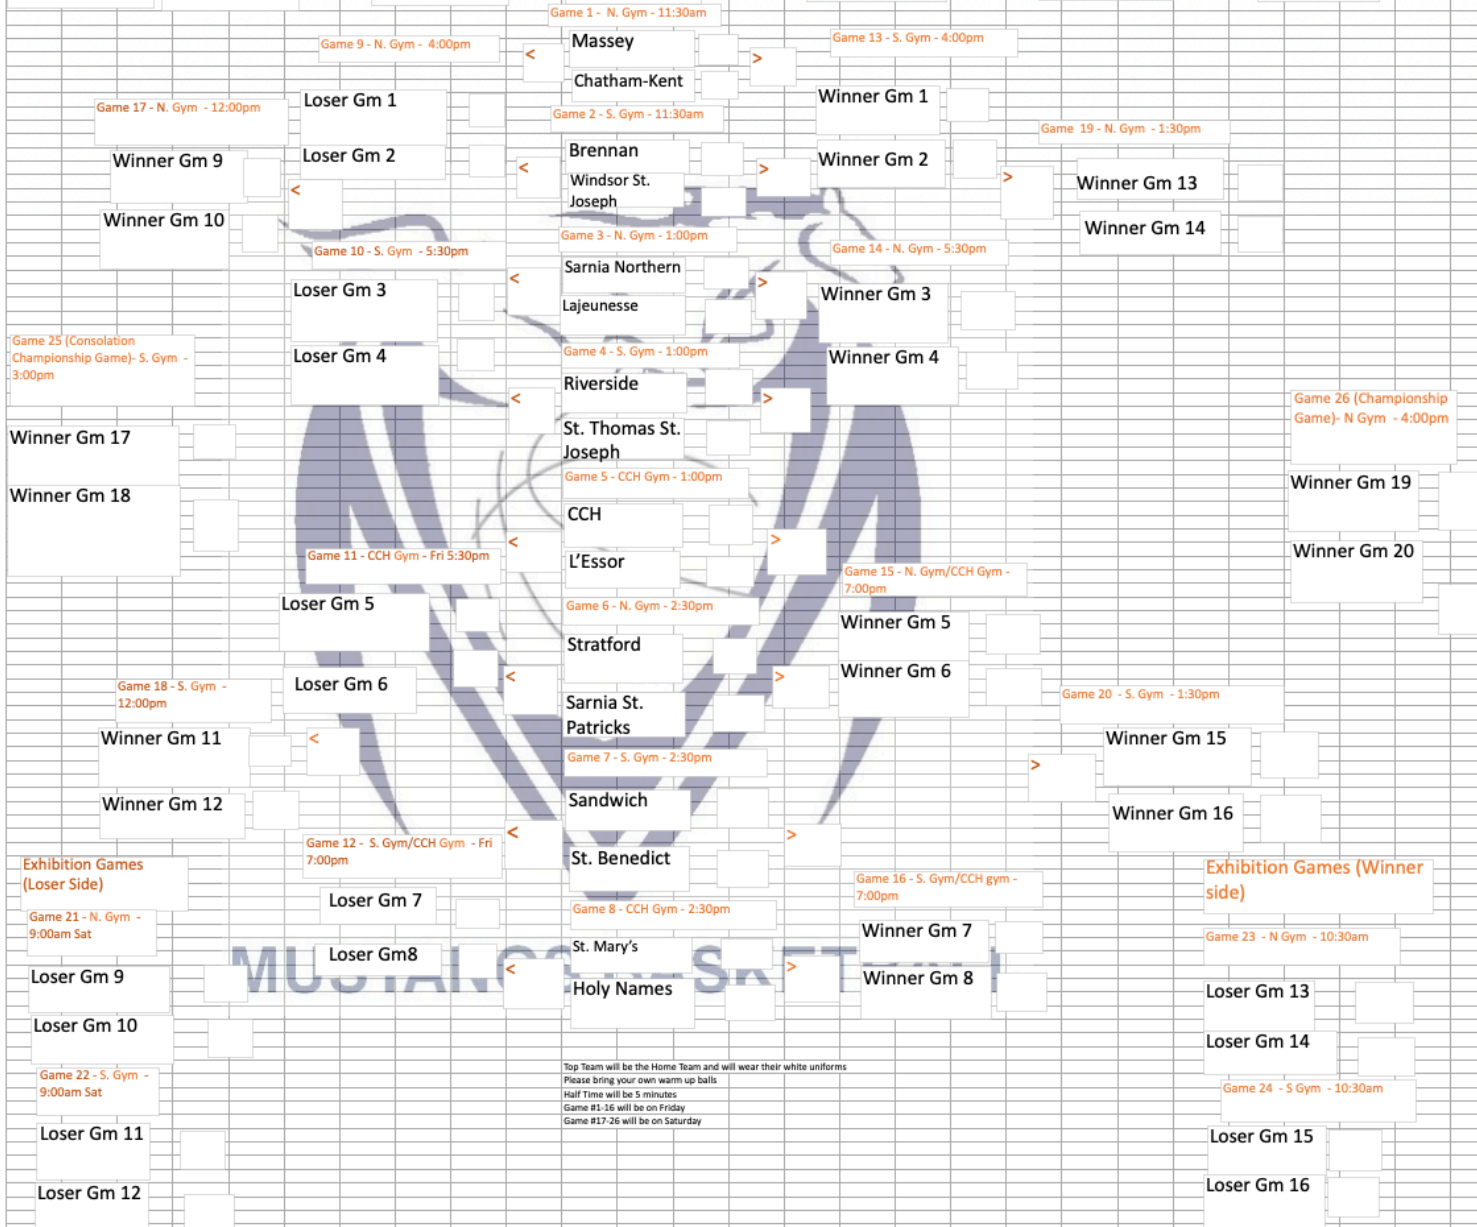 Game 1 - N. Gym - 11:30am
Game 9 - N. Gym - 4:00pm
Massey
Game 13 - S. Gym - 4:00pm
<
>
Chatham-Kent
Game 17 - N. Gym - 12:00pm
Loser Gm 1
Game 2 - S. Gym - 11:30am
Winner Gm 1
Game 19 - N. Gym - 1:30pm
Winner Gm 9
Loser Gm 2
Brennan
Winner Gm 2
<
>
<
Windsor St.
Joseph
>
Winner Gm 13
Winner Gm 10
Winner Gm 14
Game 10 - S. Gym - 5:30pm
Game 3 - N. Gym - 1:00pm
Game 14 - N. Gym - 5:30pm
<
Sarnia Northern
>
Loser Gm 3
Lajeunesse
Winner Gm 3
Game 25 (Consolation
Championship Game)- S. Gym -
3:00pm
Loser Gm 4
Game 4 - S. Gym - 1:00pm
Winner Gm 4
Riverside
<
>
Game 26 (Championship
Game)- N Gym - 4:00pm
Winner Gm 17
St. Thomas St.
Joseph
Winner Gm 18
Game 5 - CCH Gym - 1:00pm
Winner Gm 19
CCH
<
>
Winner Gm 20
Game 11 - CCH Gym - Fri 5:30pm
L’Essor
Game 15 - N. Gym/CCH Gym -
7:00pm
Loser Gm 5
Game 6 - N. Gym - 2:30pm
Winner Gm 5
Stratford
<
>
Winner Gm 6
Game 18 - S. Gym -
12:00pm
Loser Gm 6
Game 20 - S. Gym - 1:30pm
Sarnia St.
Patricks
Winner Gm 11
<
Game 7 - S. Gym - 2:30pm
Winner Gm 15
>
Winner Gm 12
Sandwich
Winner Gm 16
Game 12 - S. Gym/CCH Gym - Fri
7:00pm
<
>
Exhibition Games
(Loser Side)
St. Benedict
Exhibition Games (Winner
side)
Game 16 - S. Gym/CCH gym -
7:00pm
Game 21 - N. Gym -
9:00am Sat
Loser Gm 7
Game 8 - CCH Gym - 2:30pm
Winner Gm 7
Game 23 - N Gym - 10:30am
Loser Gm8
St. Mary’s
MUSTANGS BASKETBALL
Loser Gm 9
<
>
Winner Gm 8
Holy Names
Loser Gm 13
Loser Gm 10
Loser Gm 14
Game 22 - S. Gym -
9:00am Sat
Top Team will be the Home Team and will wear their white uniforms
Please bring your own warm up balls
Half Time will be 5 minutes
Game #1-16 will be on Friday
Game #17-26 will be on Saturday
Game 24 - S Gym - 10:30am
Loser Gm 11
Loser Gm 15
Loser Gm 12
Loser Gm 16